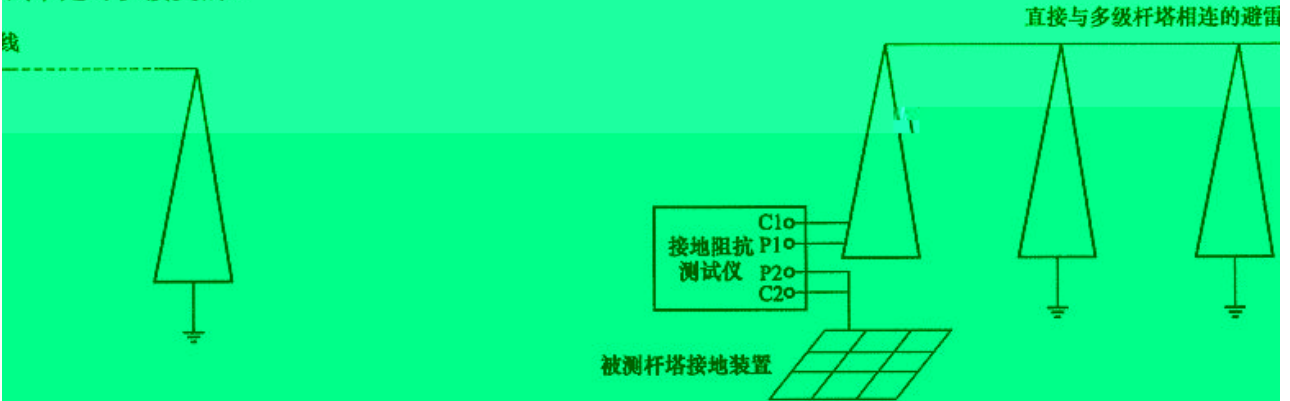 直接与多级杆塔相连的避雷
线
C1
接地阻抗 P1
测试仪 P2
C2
被测杆塔接地装置